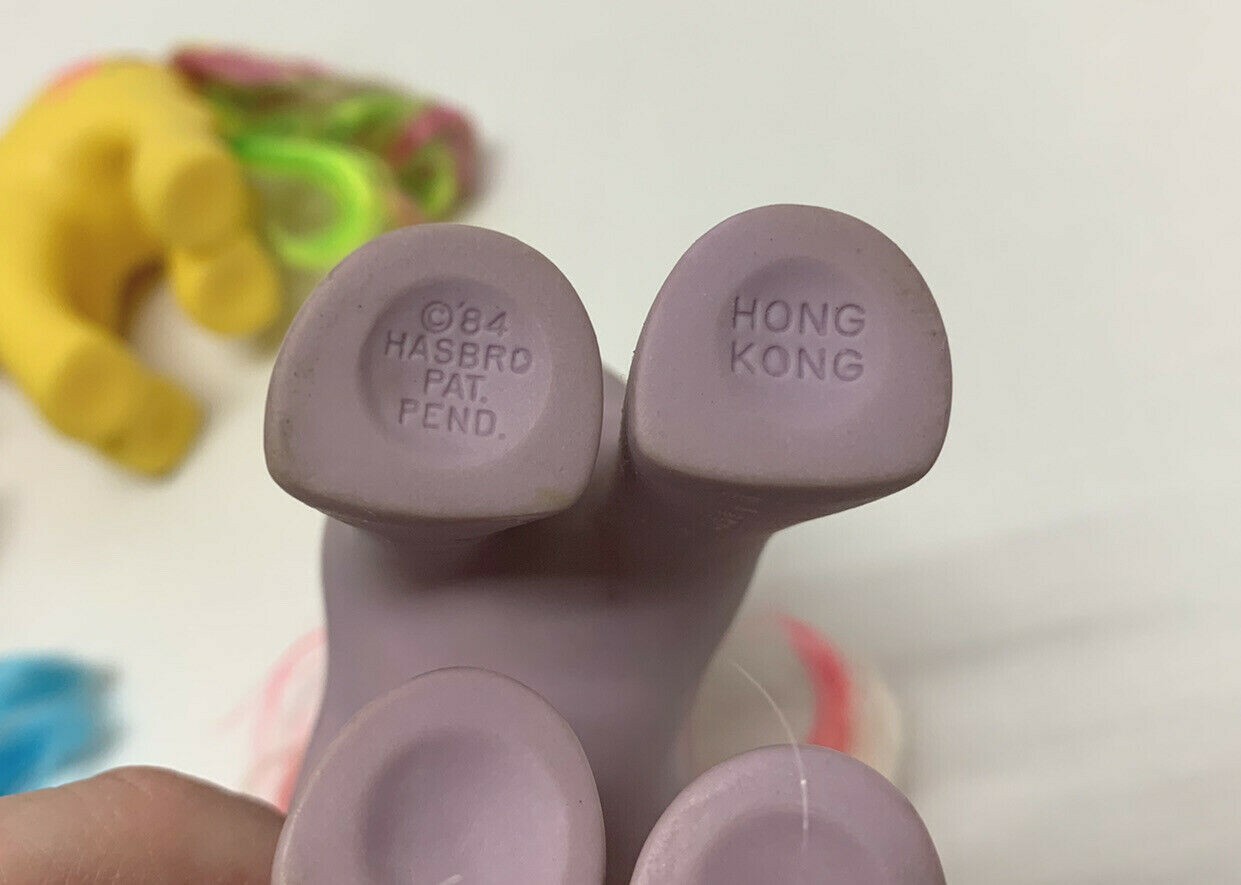 ©'84
HASBRO
PAT.
PEND.
HONG
KONG